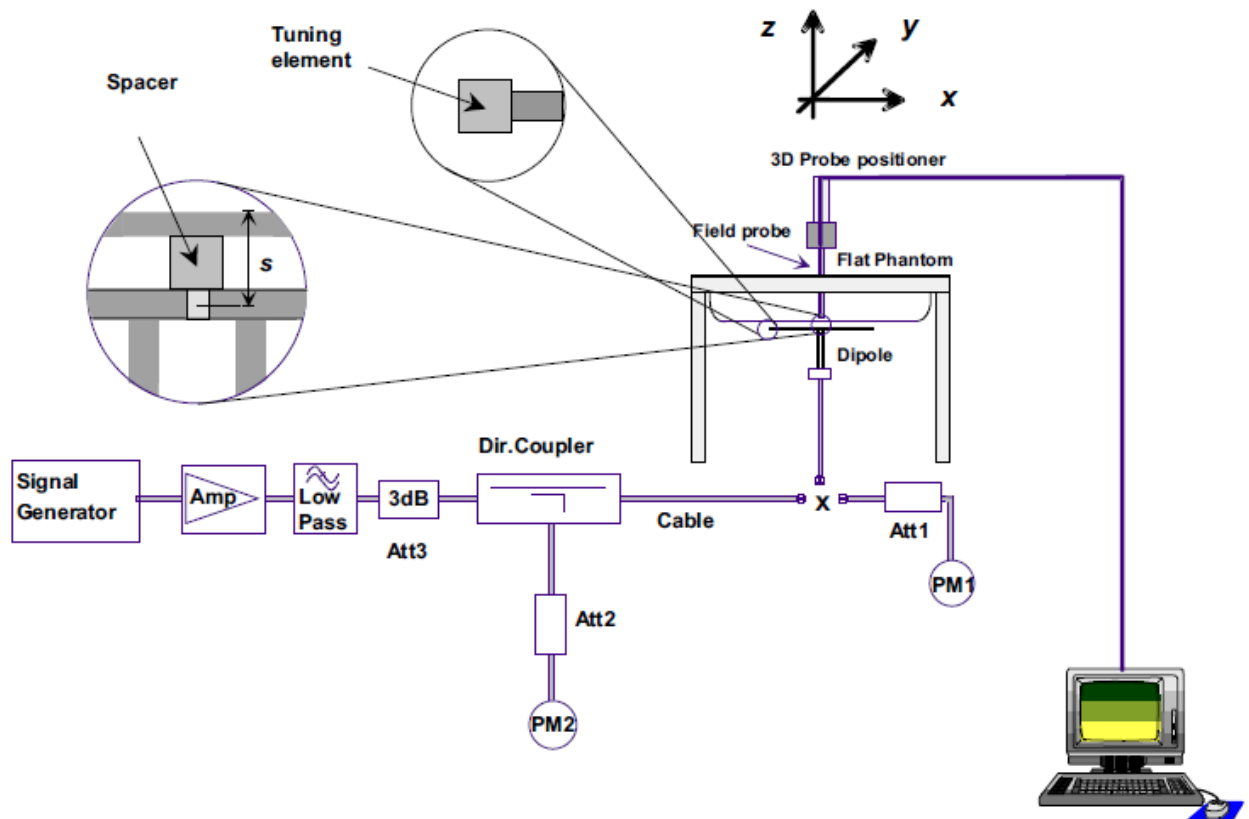 Tuning
element
Spacer
z
y
x
s
3D Probe positioner
Field probe
Flat Phantom
Dipole
Dir.Coupler
Signal
Generator
Amp
Low
Pass
3dB
Att3
Cable
X
Att1
PM1
Att2
PM2